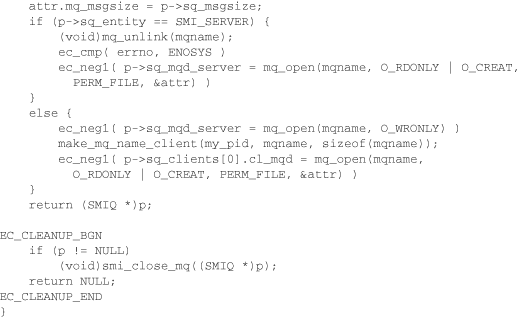 attr.mq_msgsize = p->sq_msgsize;
    if (p->sq_entity == SMI_SERVER) {
        (void)mq_unlink(mqname);
        ec_cmp( errno, ENOSYS )
        ec_neg1( p->sq_mqd_server = mq_open(mqname, O_RDONLY | O_CREAT,
          PERM_FILE, &attr) )
    }
    else {
        ec_neg1( p->sq_mqd_server = mq_open(mqname, O_WRONLY) )
        make_mq_name_client(my_pid, mqname, sizeof(mqname));
        ec_neg1( p->sq_clients[0].cl_mqd = mq_open(mqname,
          O_RDONLY | O_CREAT, PERM_FILE, &attr) )
    }
    return (SMIQ *)p;

EC_CLEANUP_BGN
    if (p != NULL)
        (void)smi_close_mq((SMIQ *)p);
    return NULL;
EC_CLEANUP_END
}